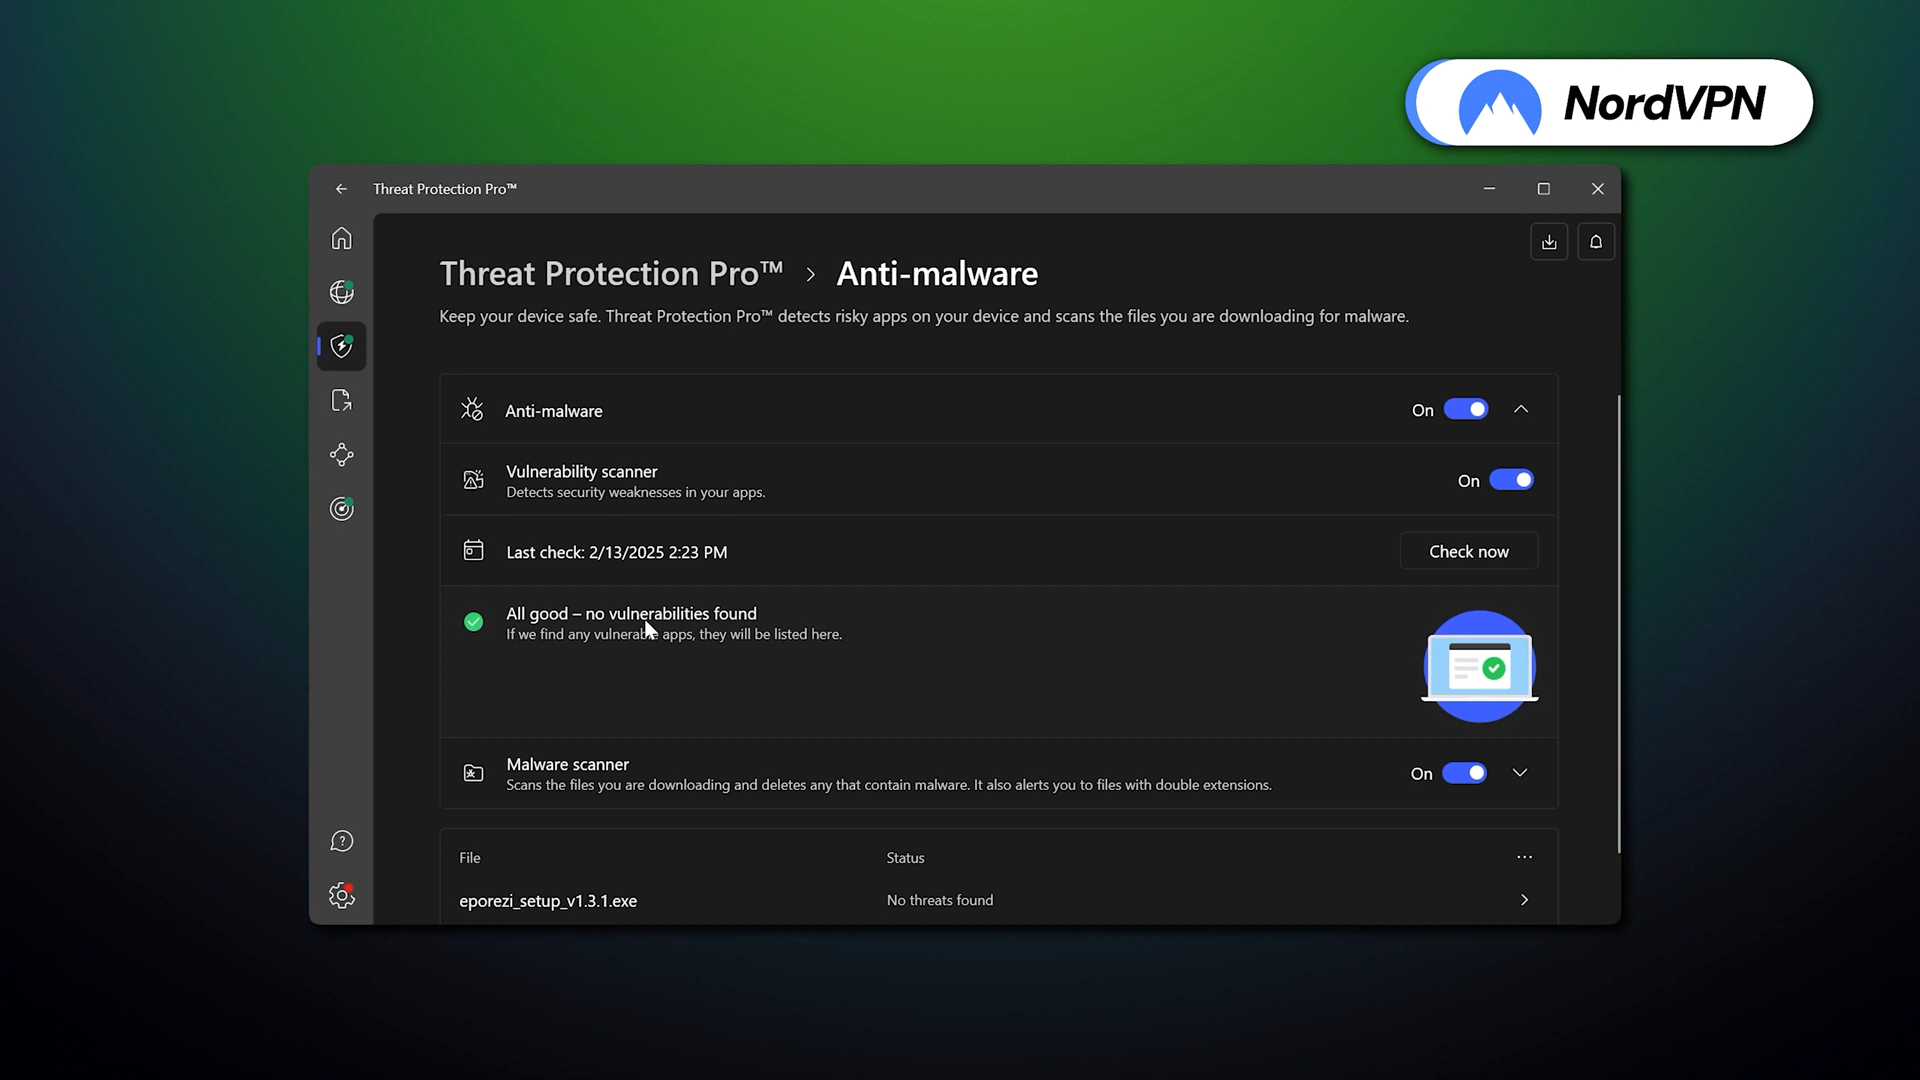 NordVPN
Threat Protection Pro™
Threat Protection Pro™ > Anti-malware
Keep your device safe. Threat Protection Pro™ detects risky apps on your device and scans the files you are downloading for malware.
Anti-malware
On
Vulnerability scanner
Detects security weaknesses in your apps.
On
Last check: 2/13/2025 2:23 PM
Check now
All good – no vulnerabilities found
If we find any vulnerable apps, they will be listed here.
Malware scanner
Scans the files you are downloading and deletes any that contain malware. It also alerts you to files with double extensions.
On
File
Status
eporezi_setup_v1.3.1.exe
No threats found